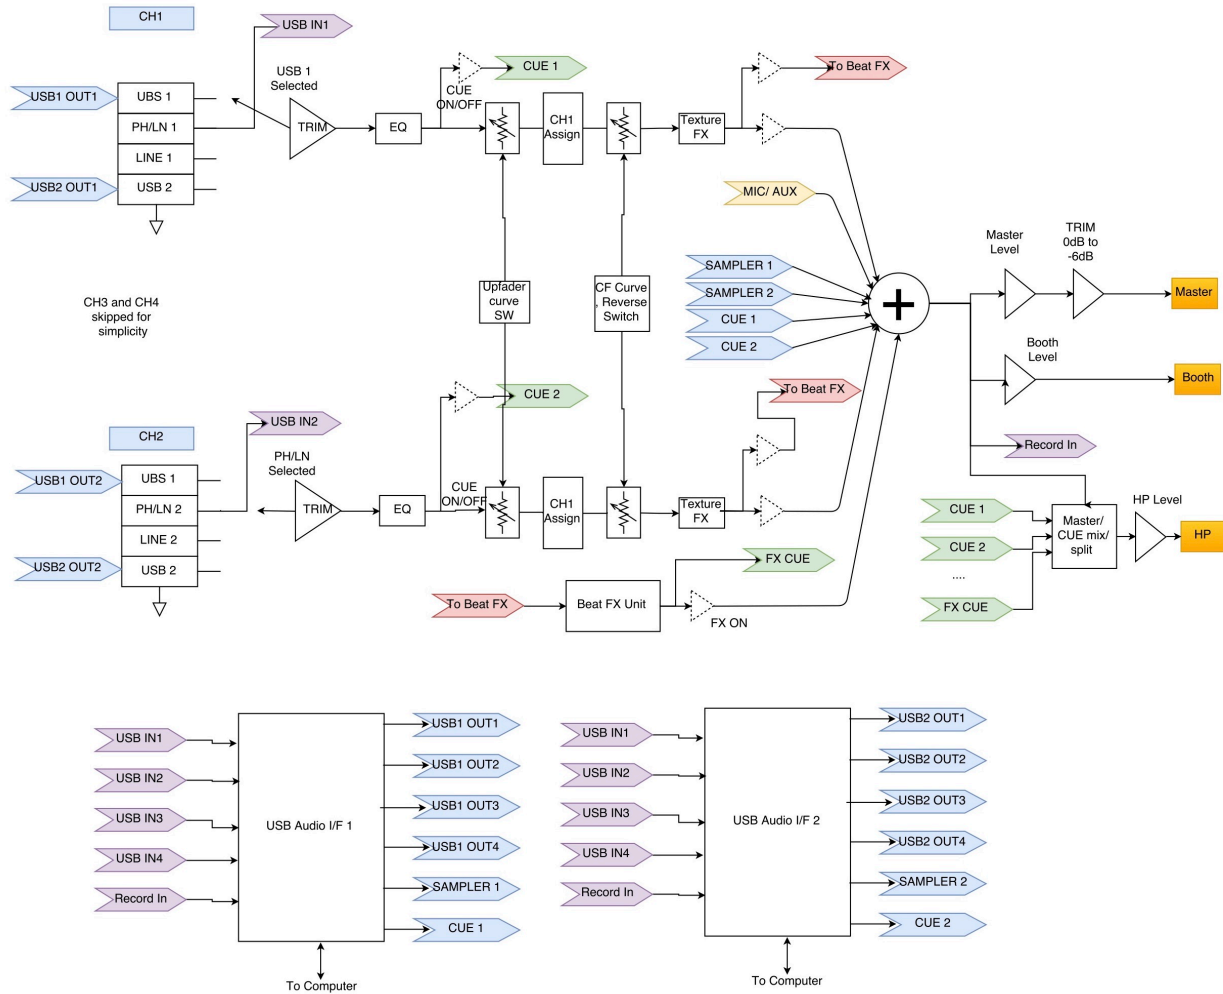 CH1
USB IN1
USB 1
Selected
USB1 OUT1
UBS 1
PH/LN 1
LINE 1
USB2 OUT1
USB 2
TRIM
EQ
CUE
ON/OFF
CUE 1
CH1
Assign
Texture
FX
To Beat FX
MIC/ AUX
SAMPLER 1
SAMPLER 2
CUE 1
CUE 2
Upfader
curve
SW
CF Curve
, Reverse
Switch
CH3 and CH4
skipped for
simplicity
+
Master
Level
TRIM
0dB to
-6dB
Master
Booth
Level
Booth
Record In
CUE 1
CUE 2
....
FX CUE
Master/
CUE mix/
split
HP Level
HP
CH2
USB IN2
PH/LN
Selected
USB1 OUT2
UBS 1
PH/LN 2
LINE 2
USB2 OUT2
USB 2
TRIM
EQ
CUE
ON/OFF
CUE 2
CH1
Assign
Texture
FX
To Beat FX
To Beat FX
Beat FX Unit
FX CUE
FX ON
USB IN1
USB IN2
USB IN3
USB IN4
Record In
USB Audio I/F 1
USB1 OUT1
USB1 OUT2
USB1 OUT3
USB1 OUT4
SAMPLER 1
CUE 1
To Computer
USB IN1
USB IN2
USB IN3
USB IN4
Record In
USB Audio I/F 2
USB2 OUT1
USB2 OUT2
USB2 OUT3
USB2 OUT4
SAMPLER 2
CUE 2
To Computer